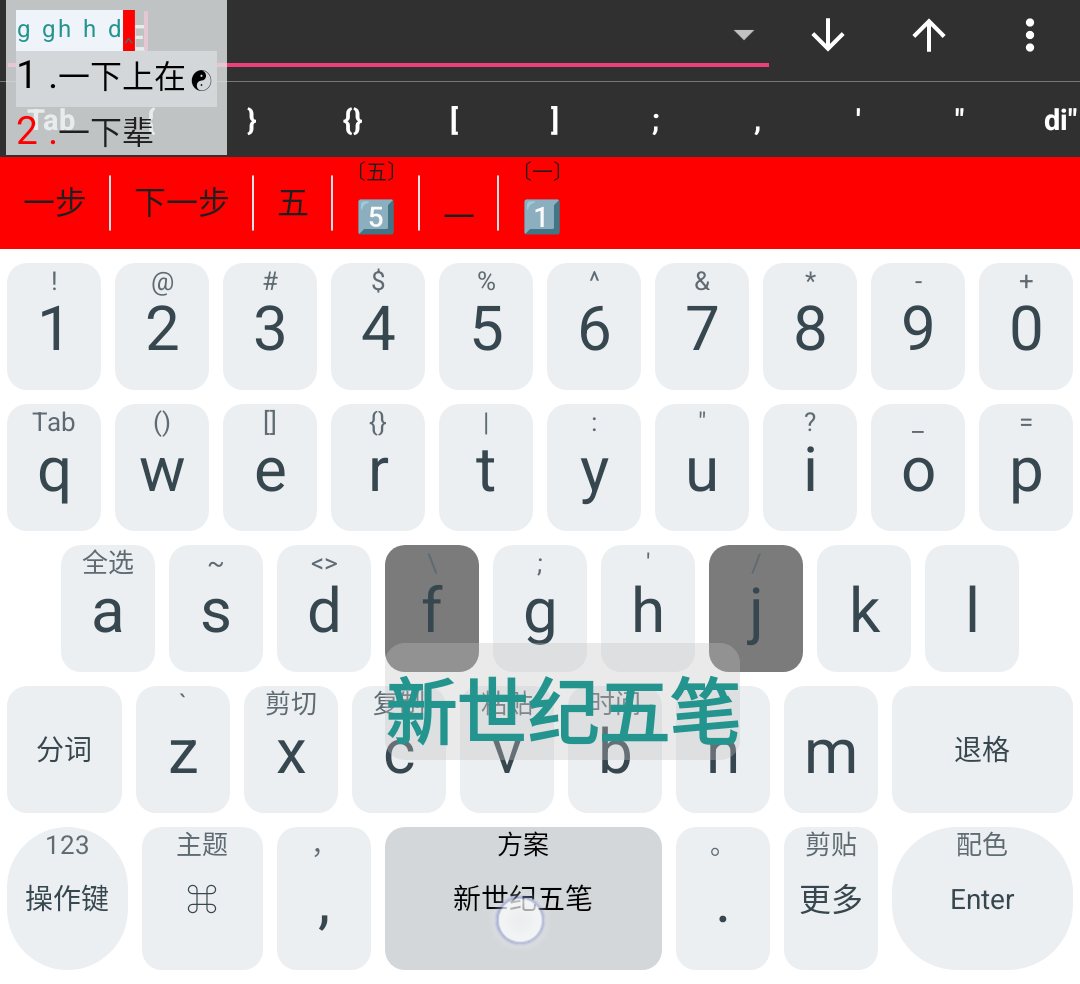 g gh h d
1 .一下上在☯
Tab { } {} [ ] ; , ' " di"
2 .一下辈
〔五〕 〔一〕
一步 下一步 五 5️⃣ 一 1️⃣
! @ # $ % ^ & * - +
1 2 3 4 5 6 7 8 9 0
Tab () [] {} | : " ? _ =
q w e r t y u i o p
全选 ~ <> \ ; ' /
a s d f g h j k l
` 剪切 复制 粘贴 时间
新世纪五笔
分词 z x c v b n m 退格
123 主题 , 方案 。 剪贴 配色
操作键 ⌘ , 新世纪五笔 . 更多 Enter